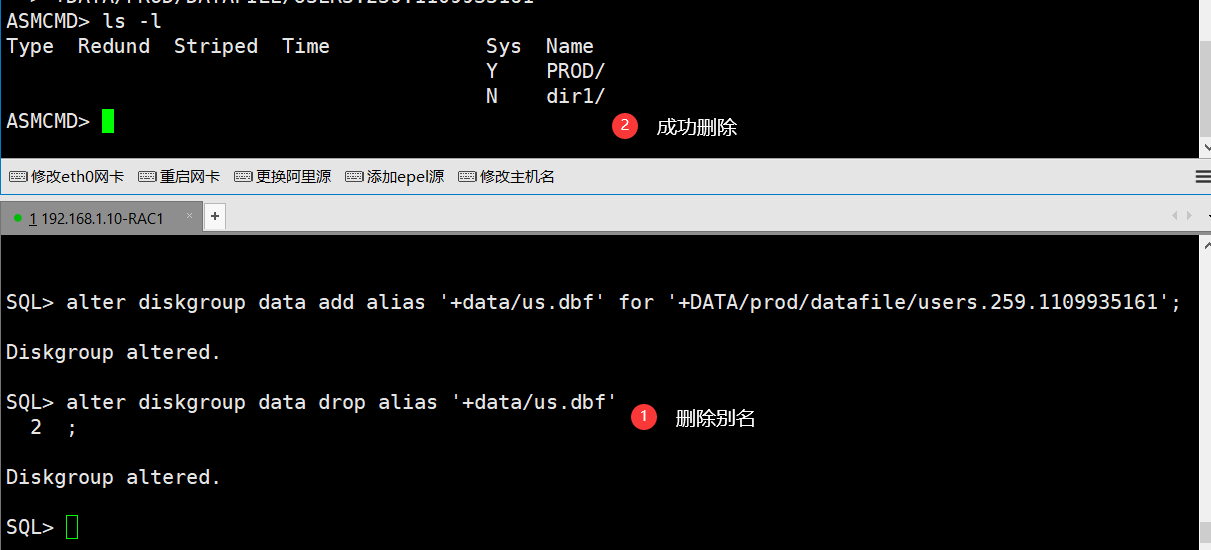 ASMCMD> ls -l
Type  Redund  Striped  Time             Sys  Name
                                        Y    PROD/
                                        N    dir1/
ASMCMD>
2 成功删除
修改eth0网卡 重启网卡 更换阿里源 添加epel源 修改主机名
1 192.168.1.10-RAC1 × +
SQL> alter diskgroup data add alias '+data/us.dbf' for '+DATA/prod/datafile/users.259.1109935161';
Diskgroup altered.
SQL> alter diskgroup data drop alias '+data/us.dbf'
1 删除别名
  2  ;
Diskgroup altered.
SQL>